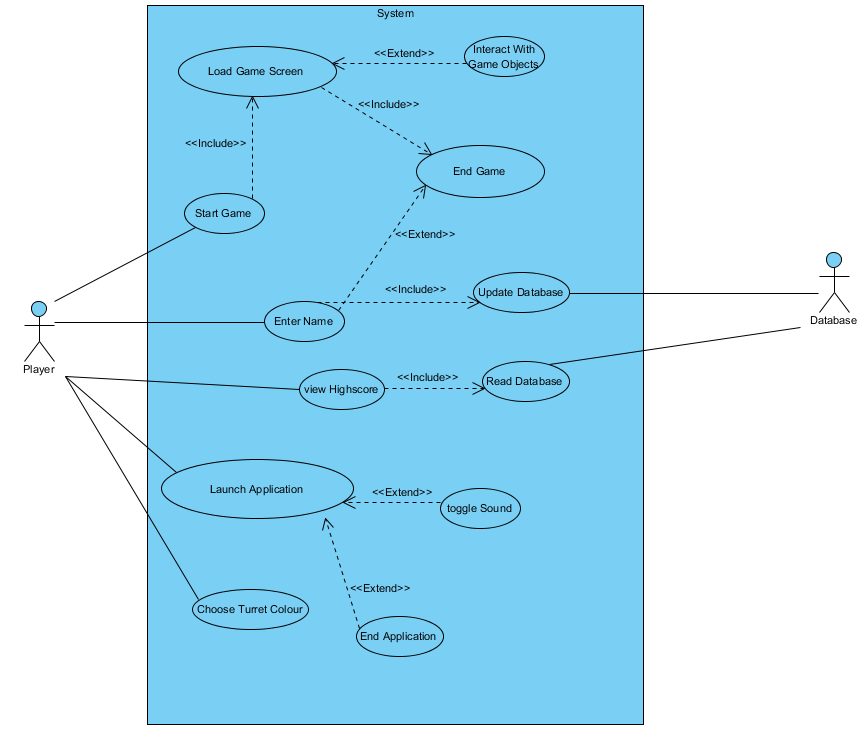 System
<<Extend>>
Interact With
Game Objects
Load Game Screen
<<Include>>
<<Include>>
End Game
Start Game
<<Extend>>
<<Include>>
Update Database
Enter Name
Database
Player
<<Include>>
Read Database
view Highscore
Launch Application
<<Extend>>
toggle Sound
<<Extend>>
Choose Turret Colour
End Application